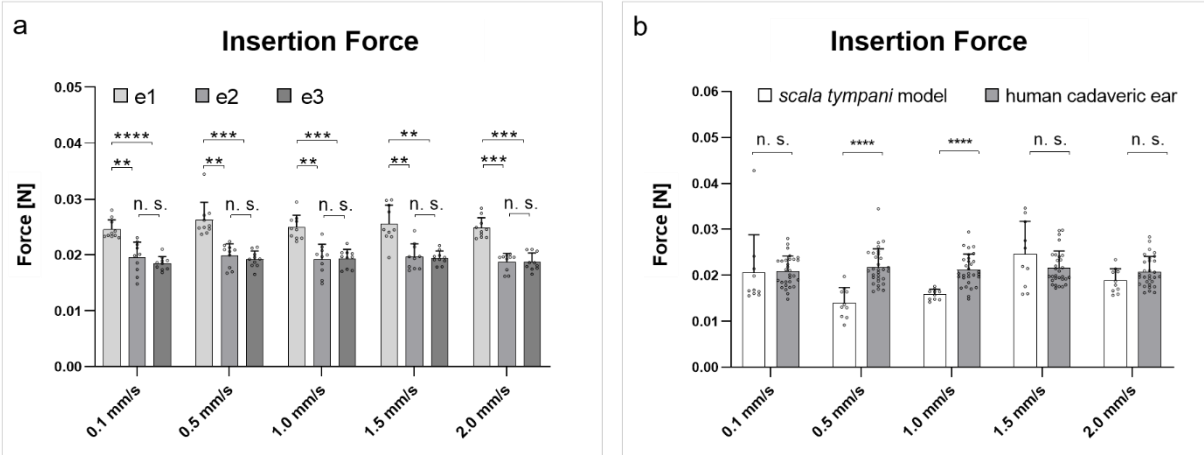 a
Insertion Force
e1 e2 e3
0.05
0.04
0.03
0.02
0.01
0.00
Force [N]
**** *** *** ** ***
** ** ** ** ***
n. s. n. s. n. s. n. s. n. s.
0.1 mm/s 0.5 mm/s 1.0 mm/s 1.5 mm/s 2.0 mm/s
b
Insertion Force
scala tympani model human cadaveric ear
0.06
0.05
0.04
0.03
0.02
0.01
0.00
Force [N]
n. s. **** **** n. s. n. s.
0.1 mm/s 0.5 mm/s 1.0 mm/s 1.5 mm/s 2.0 mm/s